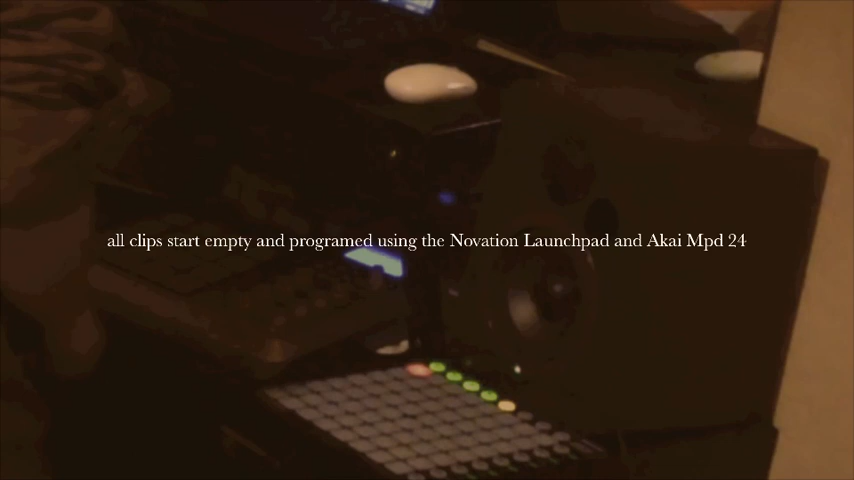 all clips start empty and programed using the Novation Launchpad and Akai Mpd 24